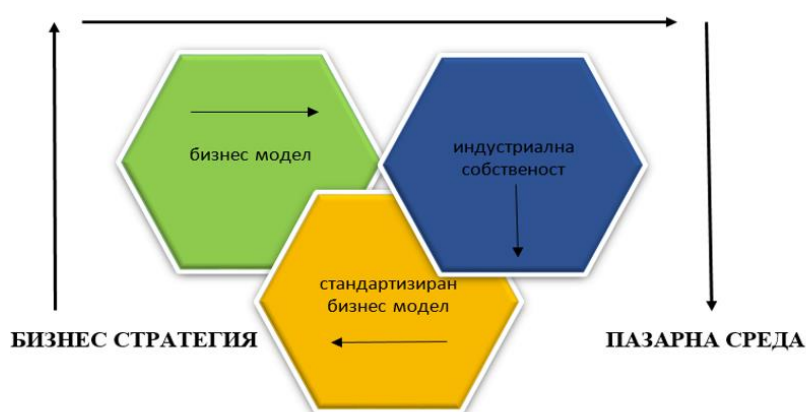 бизнес модел
индустриална
собственост
стандартизиран
бизнес модел
БИЗНЕС СТРАТЕГИЯ
ПАЗАРНА СРЕДА